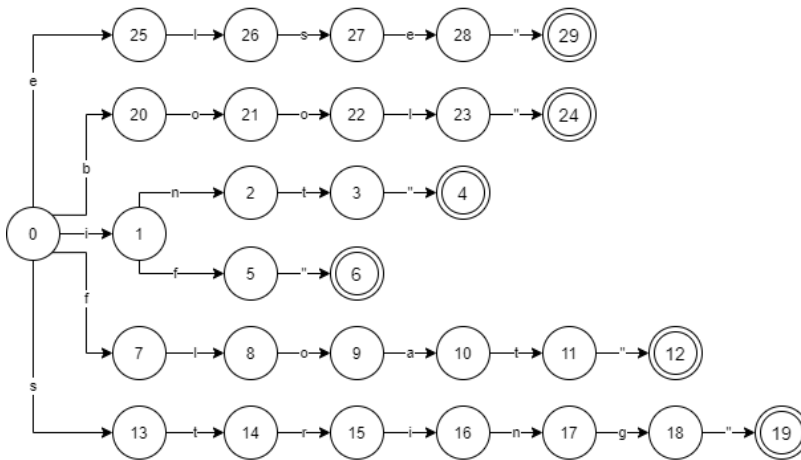 e 25 l 26 s 27 e 28 " 29
b 20 o 21 o 22 l 23 " 24
n 2 t 3 " 4
0 i 1
f 5 " 6
f 7 l 8 o 9 a 10 t 11 " 12
s 13 t 14 r 15 i 16 n 17 g 18 " 19